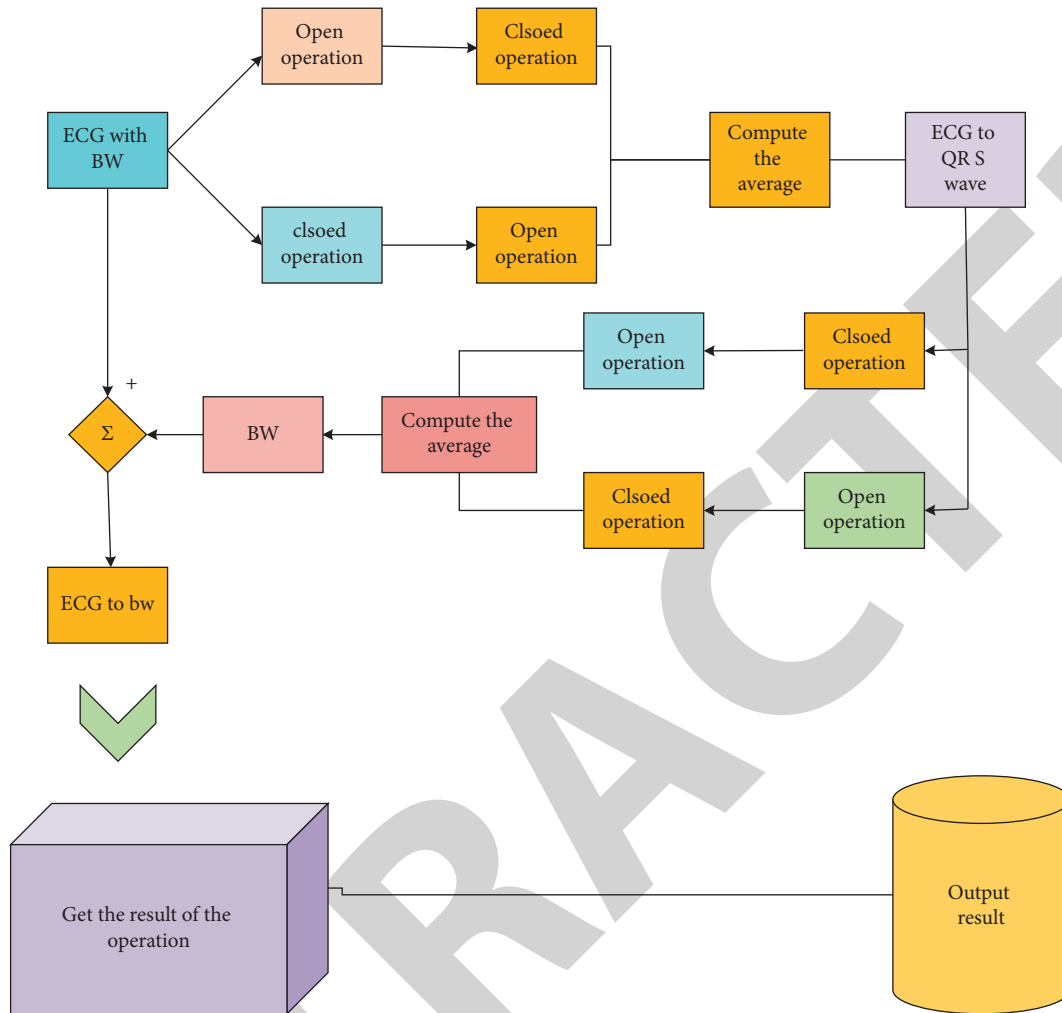 Open
operation
Clsoed
operation
ECG with
BW
Compute
the
average
ECG to
QR S
wave
clsoed
operation
Open
operation
Open
operation
Clsoed
operation
+
Σ
BW
Compute the
average
Clsoed
operation
Open
operation
ECG to bw
Get the result of the
operation
Output
result
RACTE